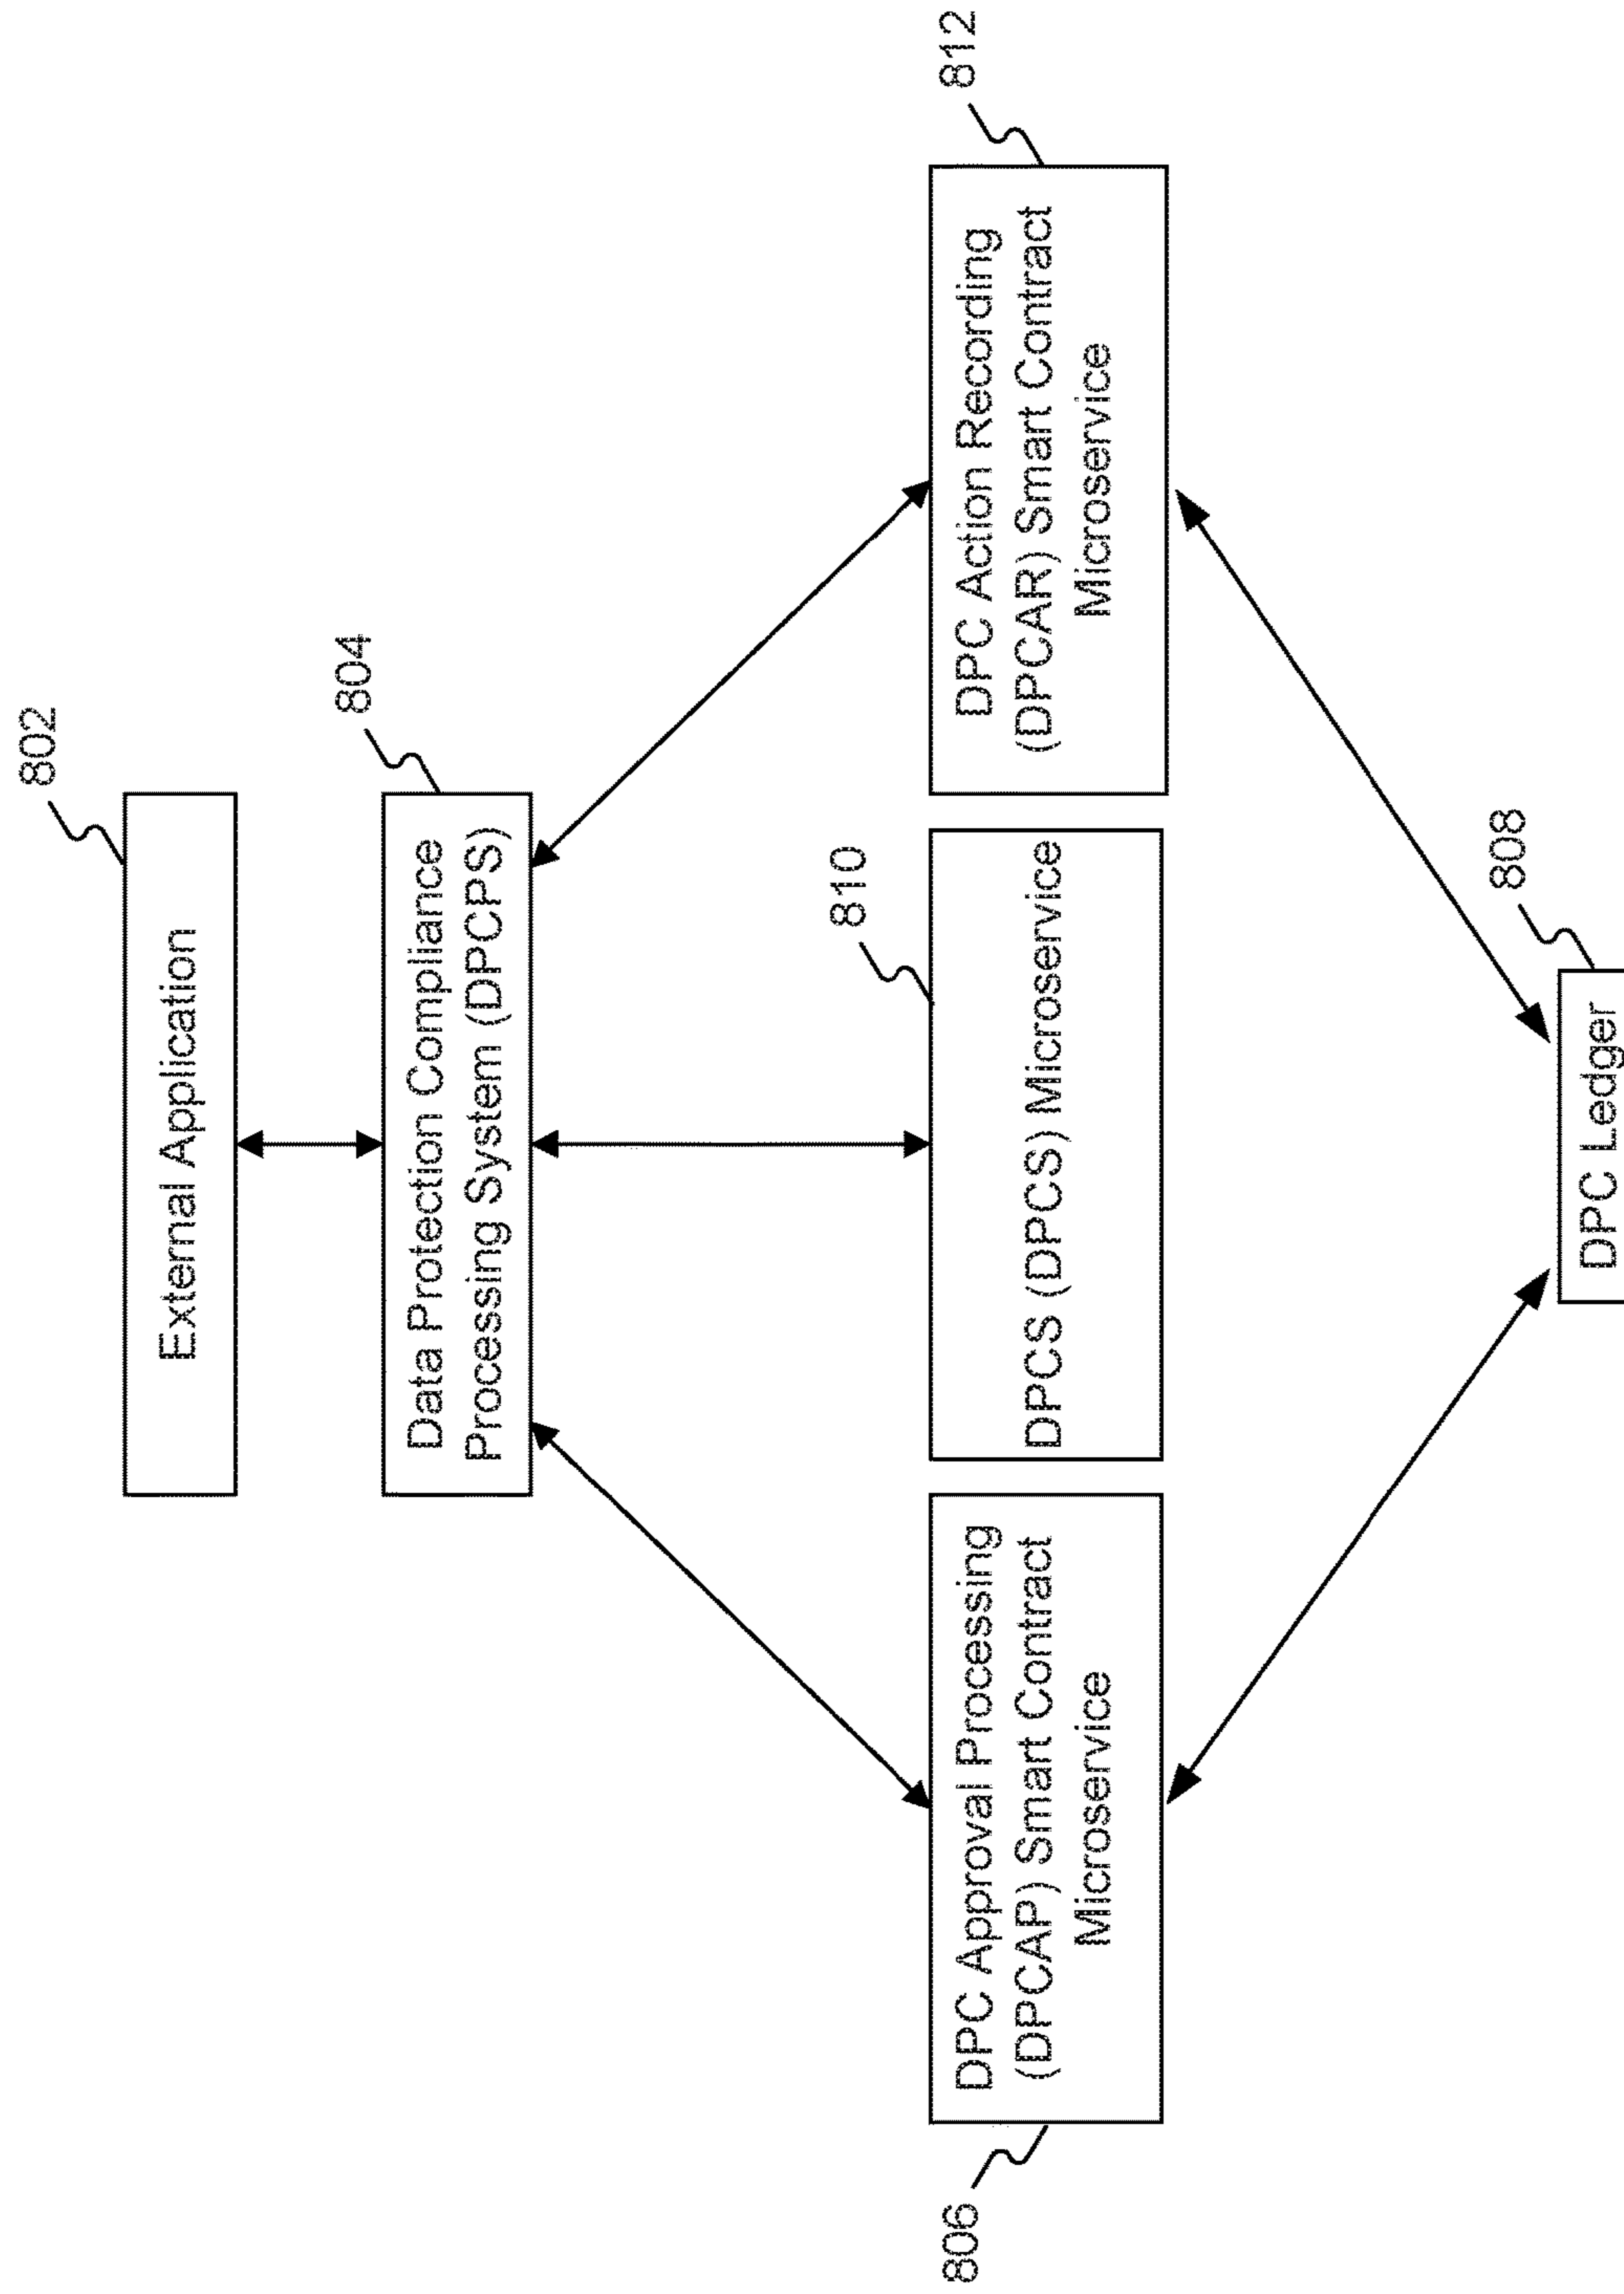 802
External Application
804
Data Protection Compliance
Processing System (DPCPS)
806
DPC Approval Processing
(DPCAP) Smart Contract
Microservice
810
DPCS (DPCS) Microservice
812
DPC Action Recording
(DPCAR) Smart Contract
Microservice
808
DPC Ledger